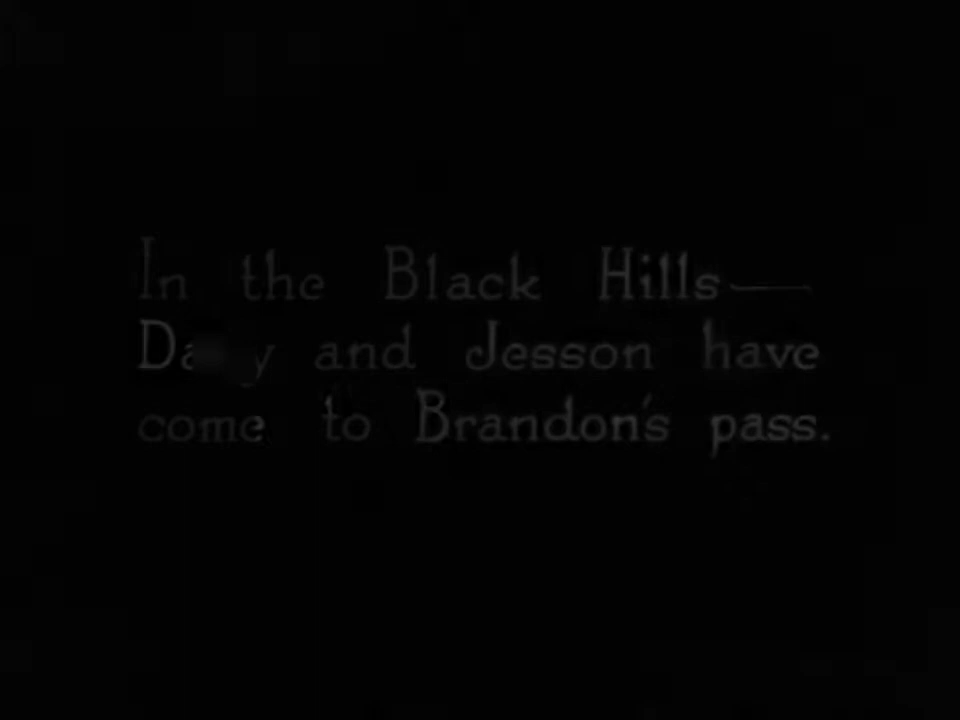 In the Black Hills—
and Jesson have
come to Brandon's pass.